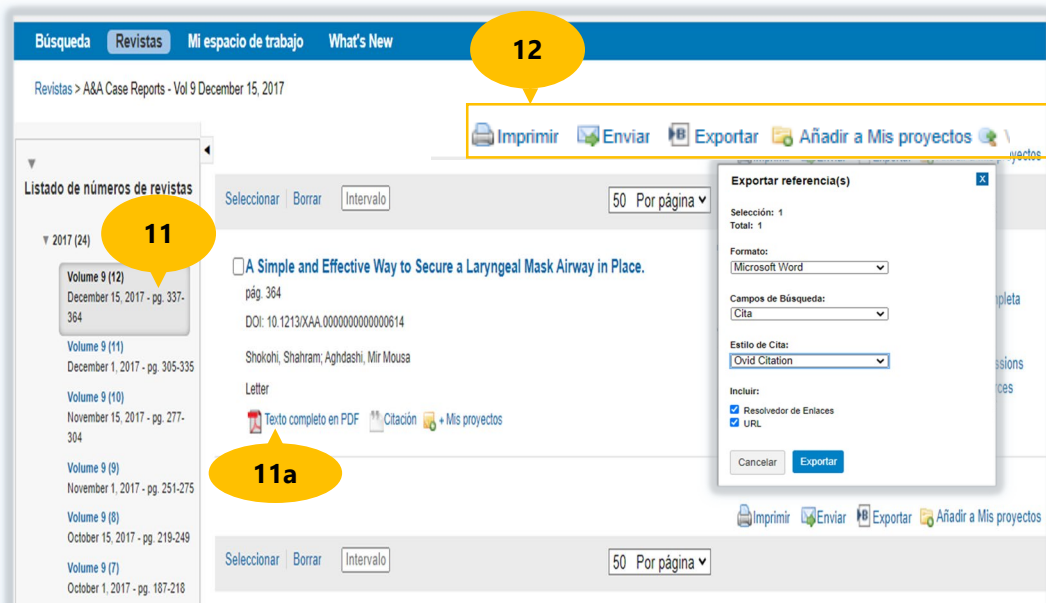 Búsqueda Revistas Mi espacio de trabajo What's New
12
Revistas > A&A Case Reports - Vol 9 December 15, 2017
Imprimir Enviar Exportar Añadir a Mis proyectos
Listado de números de revistas
2017 (24)
11
Volume 9 (12)
December 15, 2017 - pg. 337-
364
Volume 9 (11)
December 1, 2017 - pg. 305-335
Volume 9 (10)
November 15, 2017 - pg. 277-
304
Volume 9 (9)
November 1, 2017 - pg. 251-275
Volume 9 (8)
October 15, 2017 - pg. 219-249
Volume 9 (7)
October 1, 2017 - pg. 187-218
Seleccionar Borrar Intervalo 50 Por página
A Simple and Effective Way to Secure a Laryngeal Mask Airway in Place.
pág. 364
DOI: 10.1213/XAA.0000000000000614
Shokohi, Shahram; Aghdashi, Mir Mousa
Letter
Texto completo en PDF Citación + Mis proyectos
11a
Exportar referencia(s) X
Selección: 1
Total: 1
Formato:
Microsoft Word
Campos de Búsqueda:
Cita
Estilo de Cita:
Ovid Citation
Incluir:
Resolvedor de Enlaces
URL
Cancelar Exportar
Imprimir Enviar Exportar Añadir a Mis proyectos
Seleccionar Borrar Intervalo 50 Por página